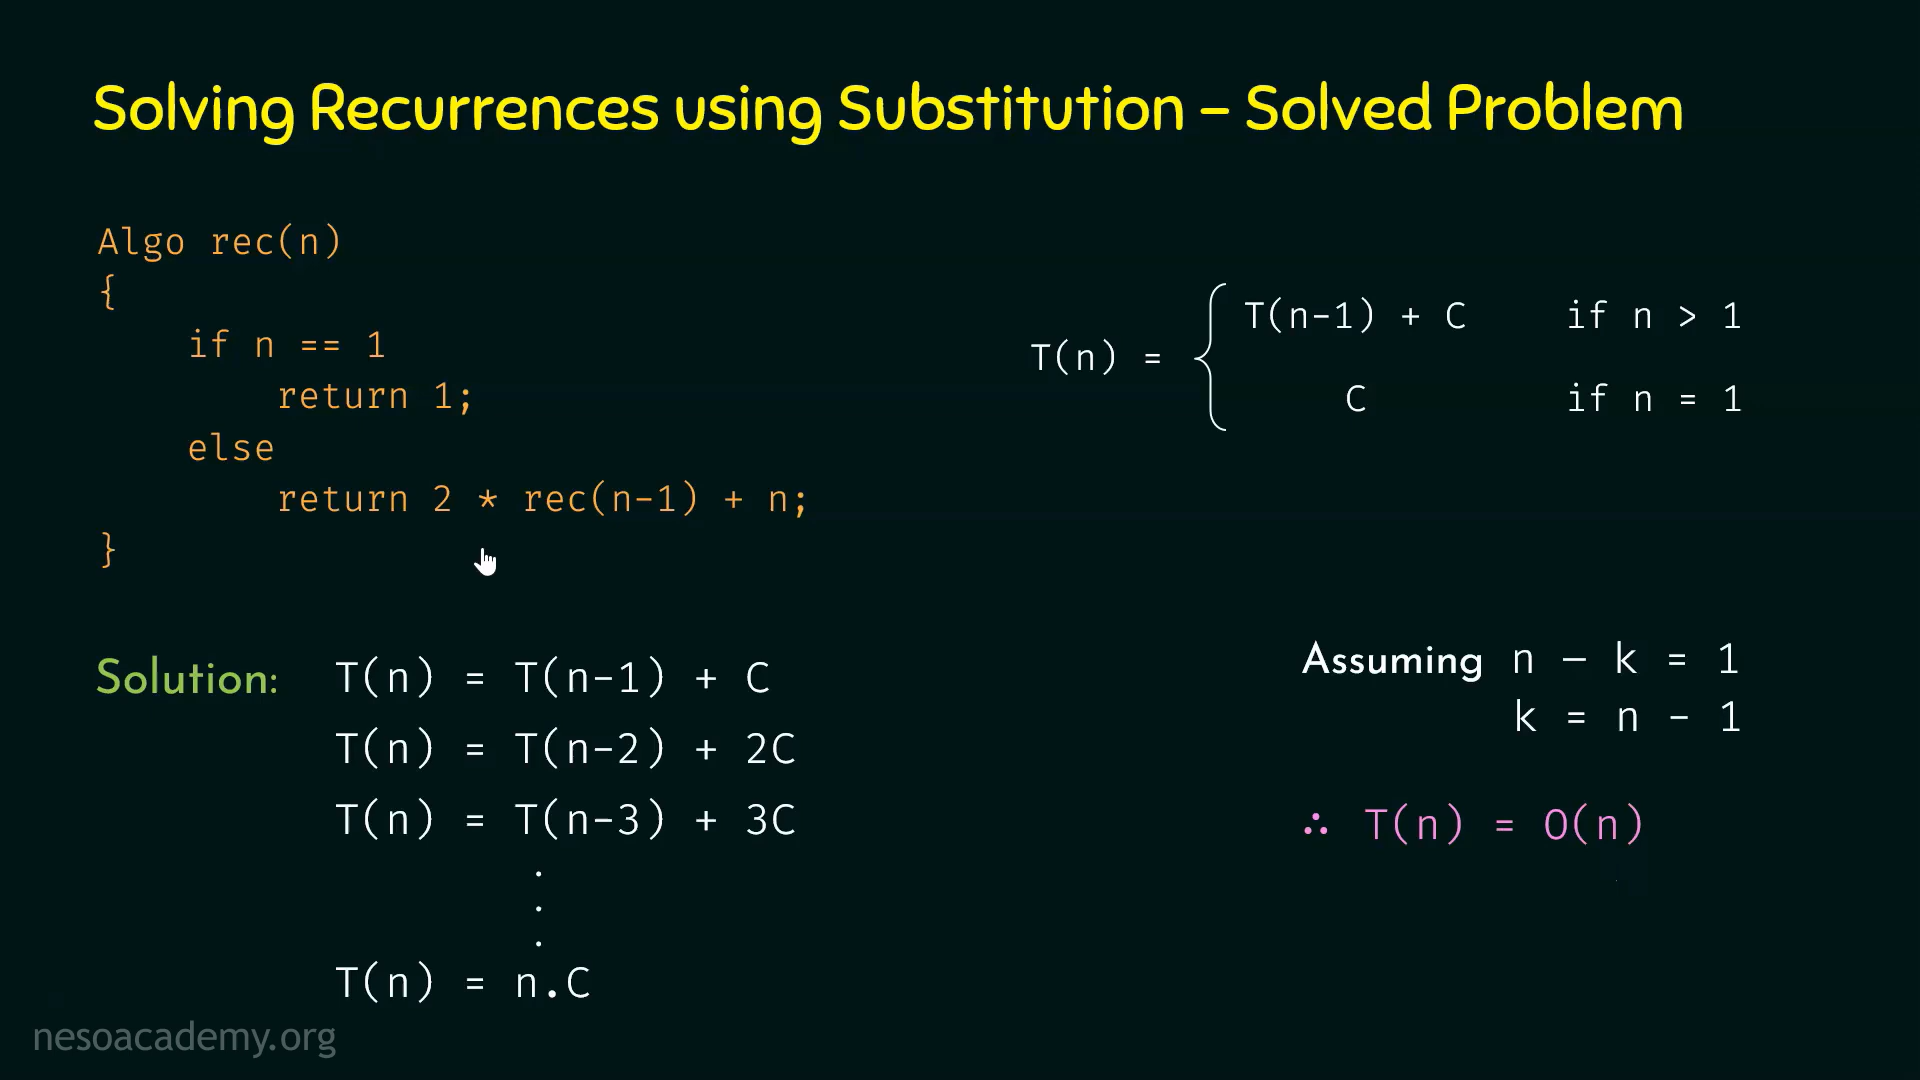 Solving Recurrences using Substitution – Solved Problem
Algo rec(n)
{
if n == 1
return 1;
else
return 2 * rec(n-1) + n;
}
T(n) = { T(n-1) + C if n > 1
C if n = 1
Solution: T(n) = T(n-1) + C
T(n) = T(n-2) + 2C
T(n) = T(n-3) + 3C
.
.
.
T(n) = n.C
Assuming n – k = 1
k = n - 1
∴ T(n) = O(n)
nesoacademy.org